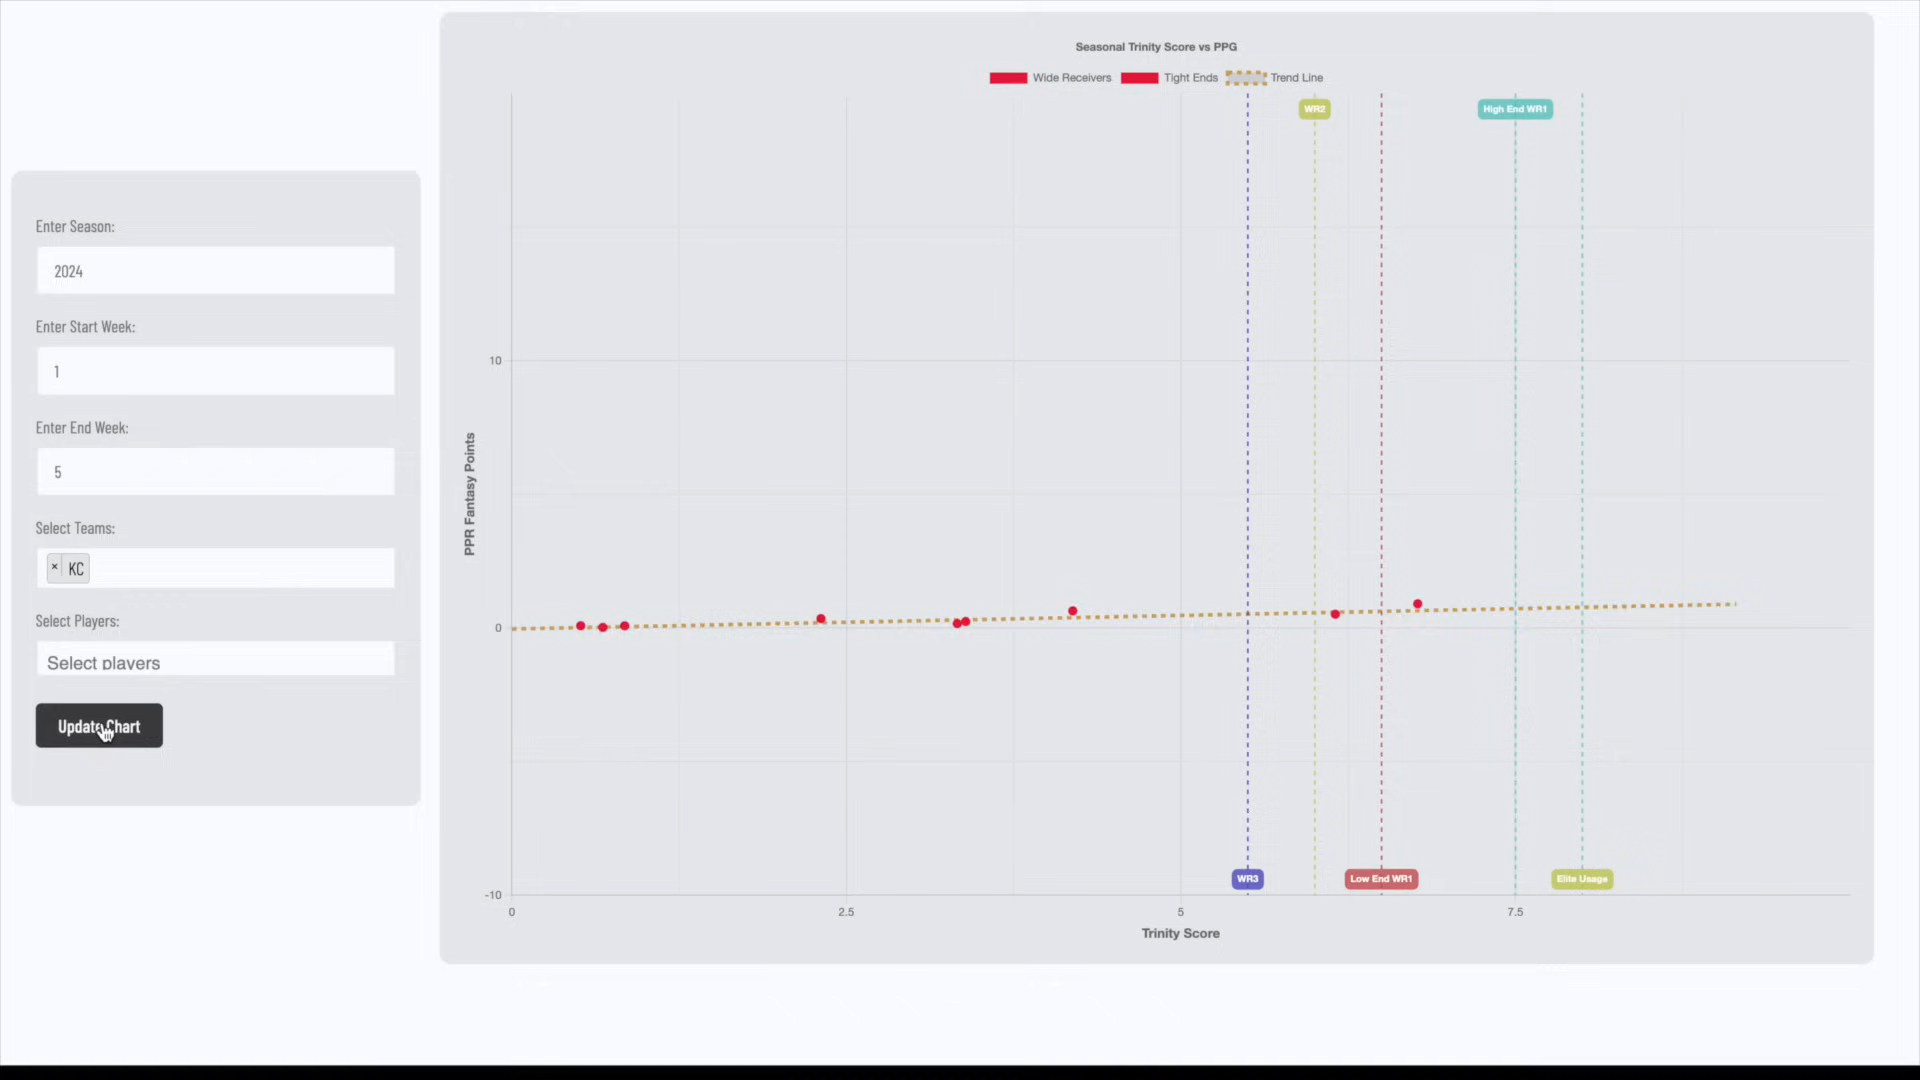 Enter Season:
2024
Enter Start Week:
1
Enter End Week:
5
Select Teams:
× KC
Select Players:
Select players
Update Chart
Seasonal Trinity Score vs PPG
Wide Receivers Tight Ends Trend Line
WR2 High End WR1
10
PPR Fantasy Points
0
WR3 Low End WR1 Elite Usage
-10
0 2.5 5 7.5
Trinity Score